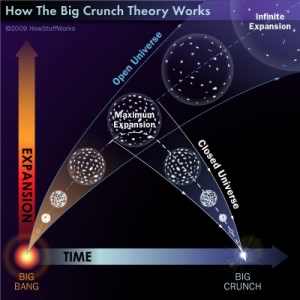 How The Big Crunch Theory Works
©2009 HowStuffWorks
Infinite
Expansion
Open Universe
Maximum
Expansion
Closed Universe
EXPANSION
TIME
BIG
BANG
BIG
CRUNCH